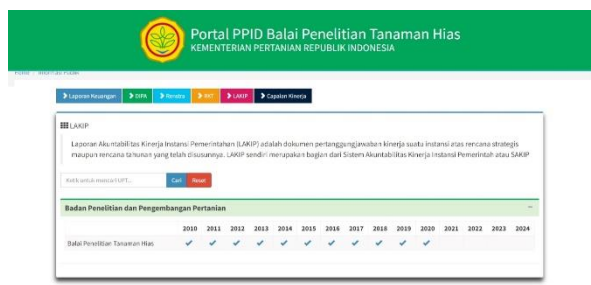 Portal PPID Balai Penelitian Tanaman Hias
KEMENTERIAN PERTANIAN REPUBLIK INDONESIA
Laporan Keuangan DIPA Renstra RKT LAKIP Capaian Kinerja
LAKIP
Laporan Akuntabilitas Kinerja Instansi Pemerintahan (LAKIP) adalah dokumen pertanggungjawaban kinerja suatu instansi atas rencana strategis
maupun rencana tahunan yang telah disusunnya. LAKIP sendiri merupakan bagian dari Sistem Akuntabilitas Kinerja Instansi Pemerintah atau SAKIP
Ketik untuk mencari UPT... Cari Reset
Badan Penelitian dan Pengembangan Pertanian
2010 2011 2012 2013 2014 2015 2016 2017 2018 2019 2020 2021 2022 2023 2024
Balai Penelitian Tanaman Hias